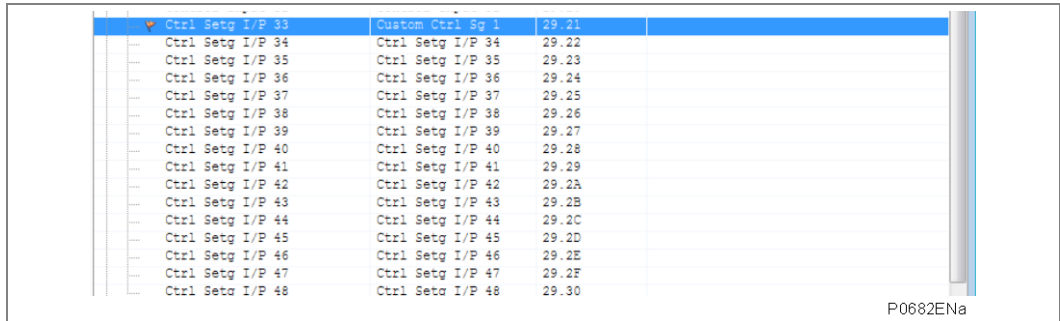 Ctrl Setg I/P 33 Custom Ctrl Sg 1 29.21
Ctrl Setg I/P 34 Ctrl Setg I/P 34 29.22
Ctrl Setg I/P 35 Ctrl Setg I/P 35 29.23
Ctrl Setg I/P 36 Ctrl Setg I/P 36 29.24
Ctrl Setg I/P 37 Ctrl Setg I/P 37 29.25
Ctrl Setg I/P 38 Ctrl Setg I/P 38 29.26
Ctrl Setg I/P 39 Ctrl Setg I/P 39 29.27
Ctrl Setg I/P 40 Ctrl Setg I/P 40 29.28
Ctrl Setg I/P 41 Ctrl Setg I/P 41 29.29
Ctrl Setg I/P 42 Ctrl Setg I/P 42 29.2A
Ctrl Setg I/P 43 Ctrl Setg I/P 43 29.2B
Ctrl Setg I/P 44 Ctrl Setg I/P 44 29.2C
Ctrl Setg I/P 45 Ctrl Setg I/P 45 29.2D
Ctrl Setg I/P 46 Ctrl Setg I/P 46 29.2E
Ctrl Setg I/P 47 Ctrl Setg I/P 47 29.2F
Ctrl Setg I/P 48 Ctrl Setg I/P 48 29.30
P0682ENa